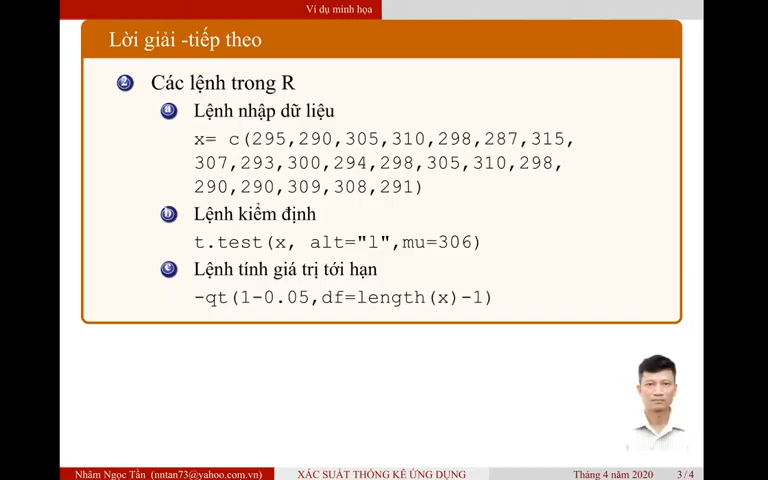 Ví dụ minh họa
Lời giải -tiếp theo
2 Các lệnh trong R
a Lệnh nhập dữ liệu
x= c(295,290,305,310,298,287,315,
307,293,300,294,298,305,310,298,
290,290,309,308,291)
b Lệnh kiểm định
t.test(x, alt="l",mu=306)
c Lệnh tính giá trị tới hạn
-qt(1-0.05,df=length(x)-1)
Nhâm Ngọc Tần (nntan73@yahoo.com.vn) XÁC SUẤT THỐNG KÊ ỨNG DỤNG Tháng 4 năm 2020 3 / 4